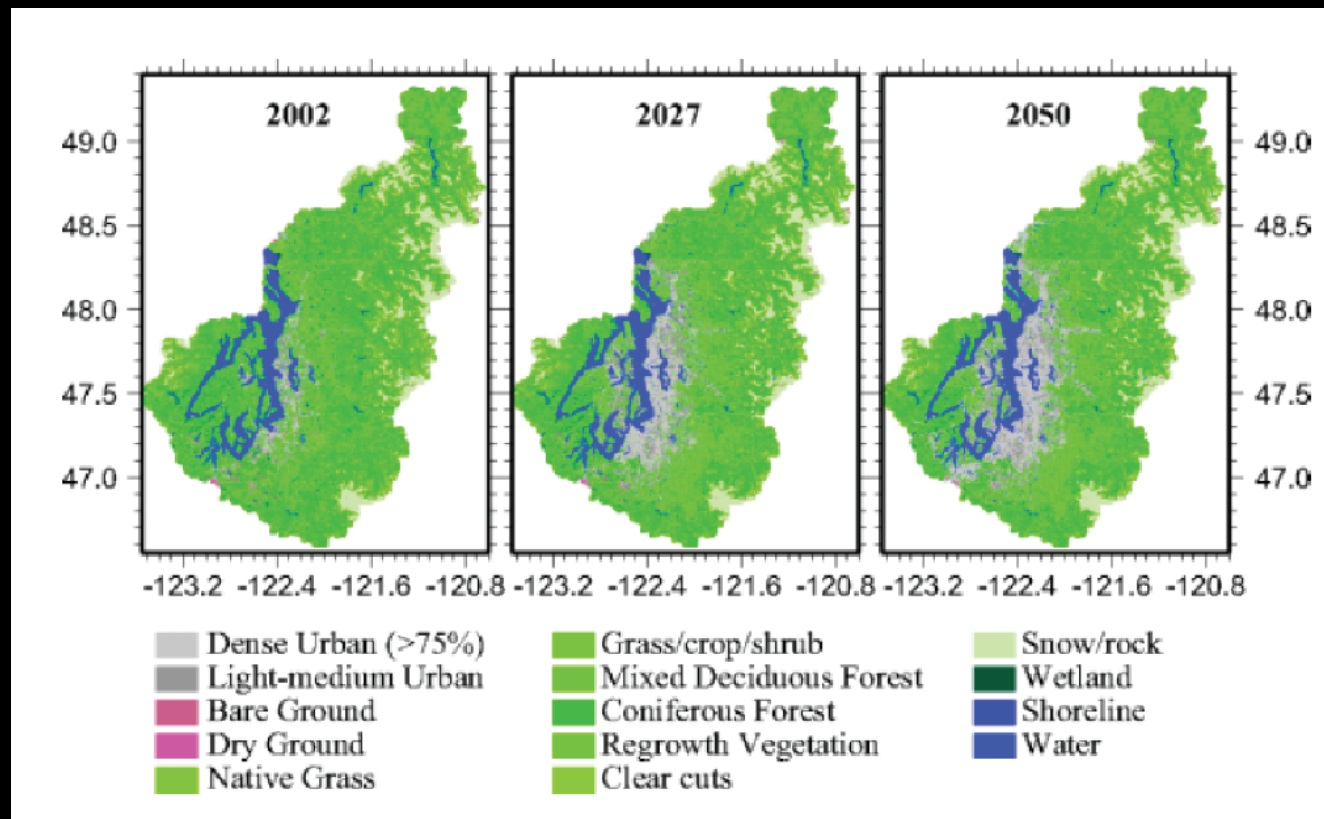 2002 2027 2050
49.0 49.0
48.5 48.5
48.0 48.0
47.5 47.5
47.0 47.0
-123.2 -122.4 -121.6 -120.8 -123.2 -122.4 -121.6 -120.8 -123.2 -122.4 -121.6 -120.8
Dense Urban (>75%)
Light-medium Urban
Bare Ground
Dry Ground
Native Grass
Grass/crop/shrub
Mixed Deciduous Forest
Coniferous Forest
Regrowth Vegetation
Clear cuts
Snow/rock
Wetland
Shoreline
Water